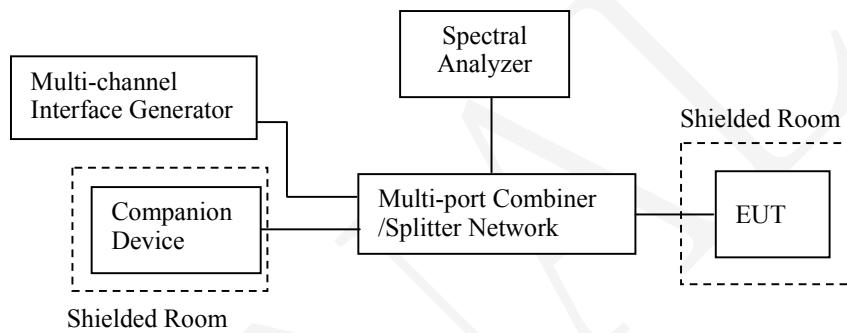 Spectral
Analyzer
Multi-channel
Interface Generator
Shielded Room
Companion
Device
Multi-port Combiner
/Splitter Network
EUT
Shielded Room